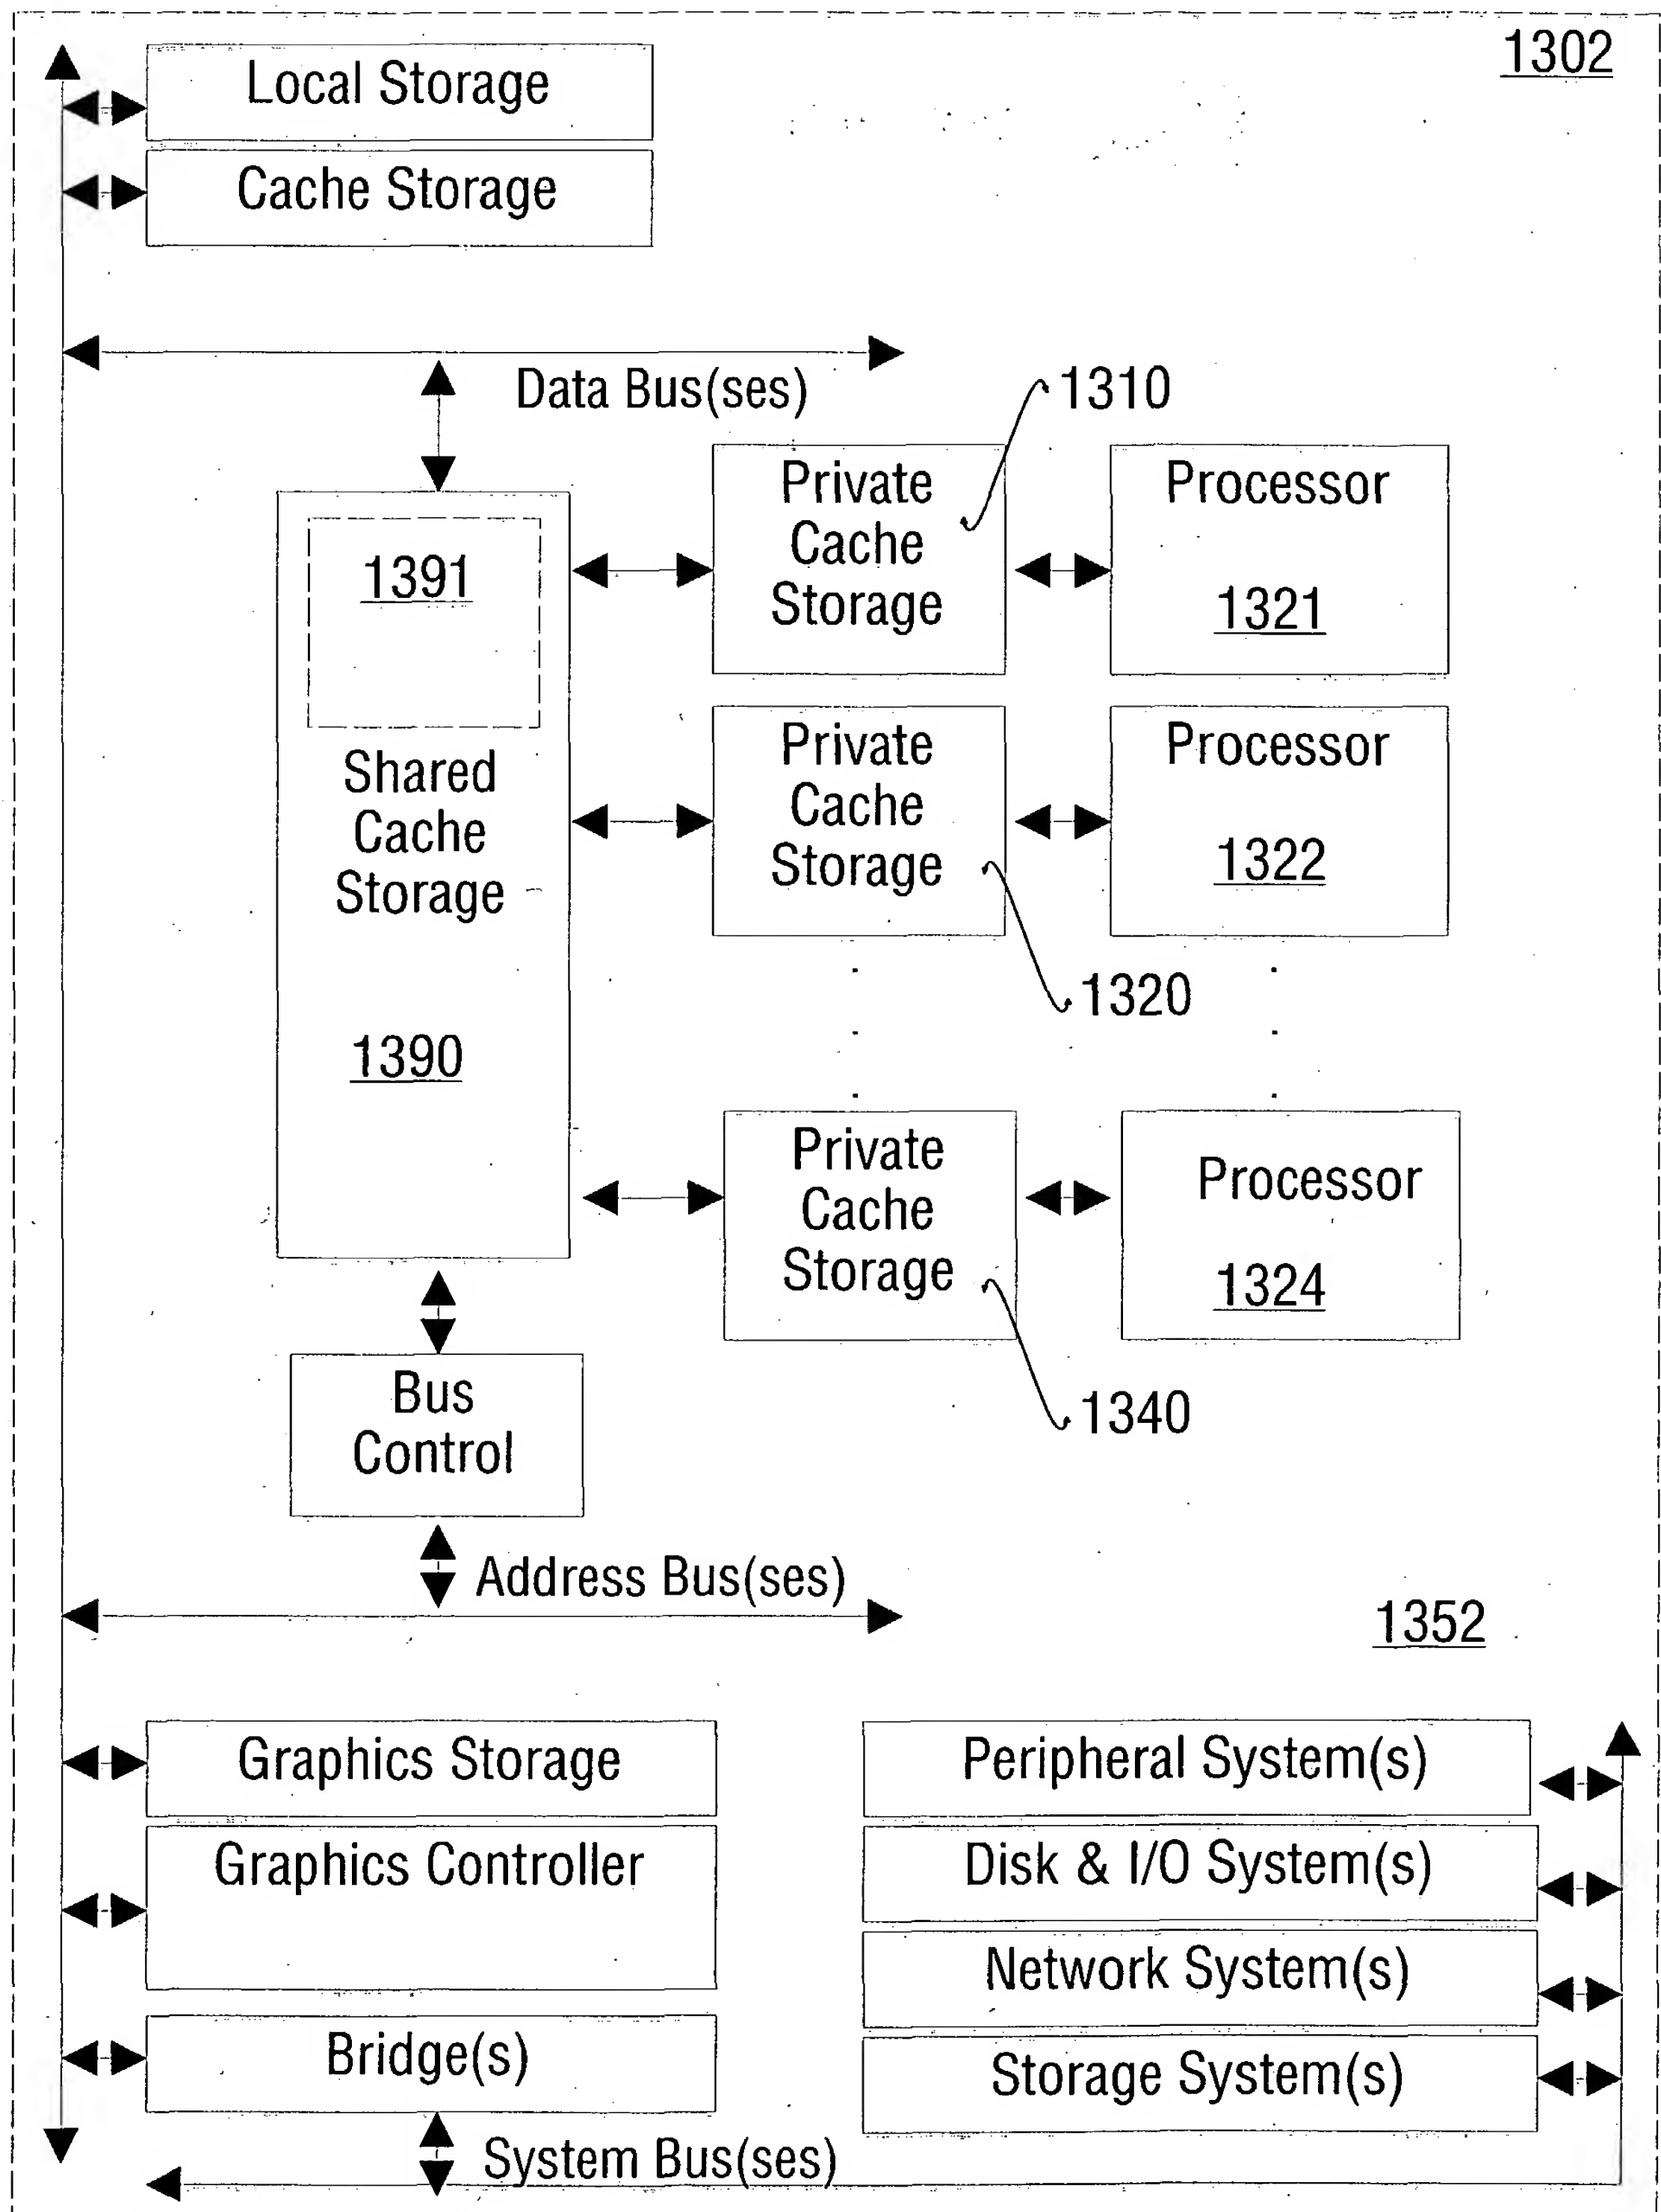 1302
Local Storage
Cache Storage
Data Bus(ses)
1310
Private
Cache
Storage
Processor
1321
1391
Private
Cache
Storage
Processor
1322
Shared
Cache
Storage
1320
1390
Private
Cache
Storage
Processor
1324
Bus
Control
1340
Address Bus(ses)
1352
Graphics Storage
Peripheral System(s)
Graphics Controller
Disk & I/O System(s)
Network System(s)
Bridge(s)
Storage System(s)
System Bus(ses)